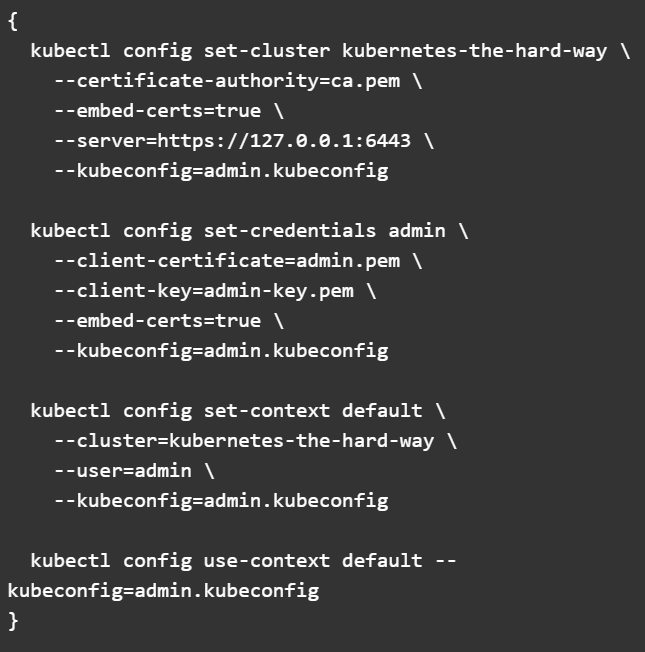 {
  kubectl config set-cluster kubernetes-the-hard-way \
    --certificate-authority=ca.pem \
    --embed-certs=true \
    --server=https://127.0.0.1:6443 \
    --kubeconfig=admin.kubeconfig

  kubectl config set-credentials admin \
    --client-certificate=admin.pem \
    --client-key=admin-key.pem \
    --embed-certs=true \
    --kubeconfig=admin.kubeconfig

  kubectl config set-context default \
    --cluster=kubernetes-the-hard-way \
    --user=admin \
    --kubeconfig=admin.kubeconfig

  kubectl config use-context default --
kubeconfig=admin.kubeconfig
}